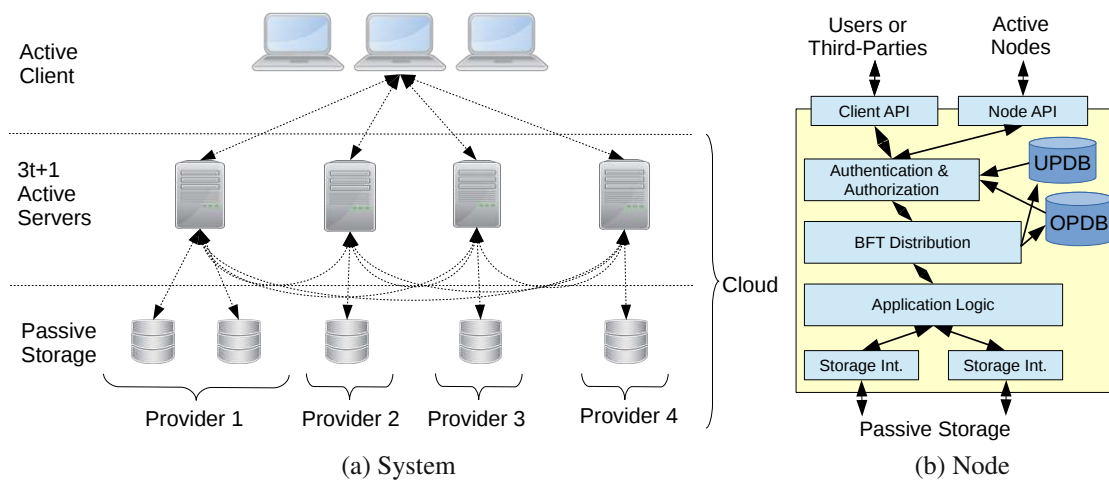 Active
Client
3t+1
Active
Servers
Passive
Storage
Provider 1
Provider 2
Provider 3
Provider 4
Cloud
(a) System
Users or
Third-Parties
Active
Nodes
Client API
Node API
Authentication &
Authorization
UPDB
OPDB
BFT Distribution
Application Logic
Storage Int.
Storage Int.
Passive Storage
(b) Node